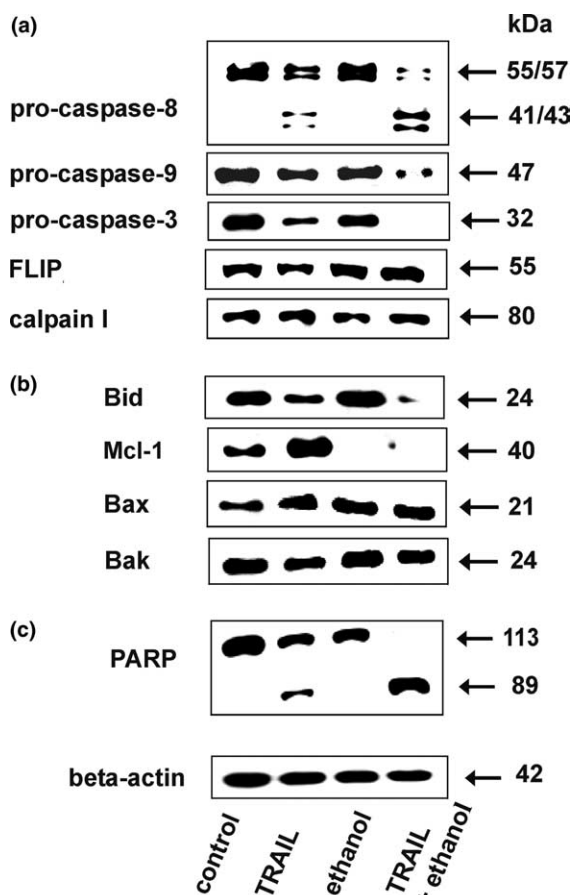 (a)
kDa
55/57
pro-caspase-8
41/43
pro-caspase-9
47
pro-caspase-3
32
FLIP
55
calpain I
80
(b)
Bid
24
Mcl-1
40
Bax
21
Bak
24
(c)
113
PARP
89
beta-actin
42
control
TRAIL
ethanol
TRAIL
ethanol